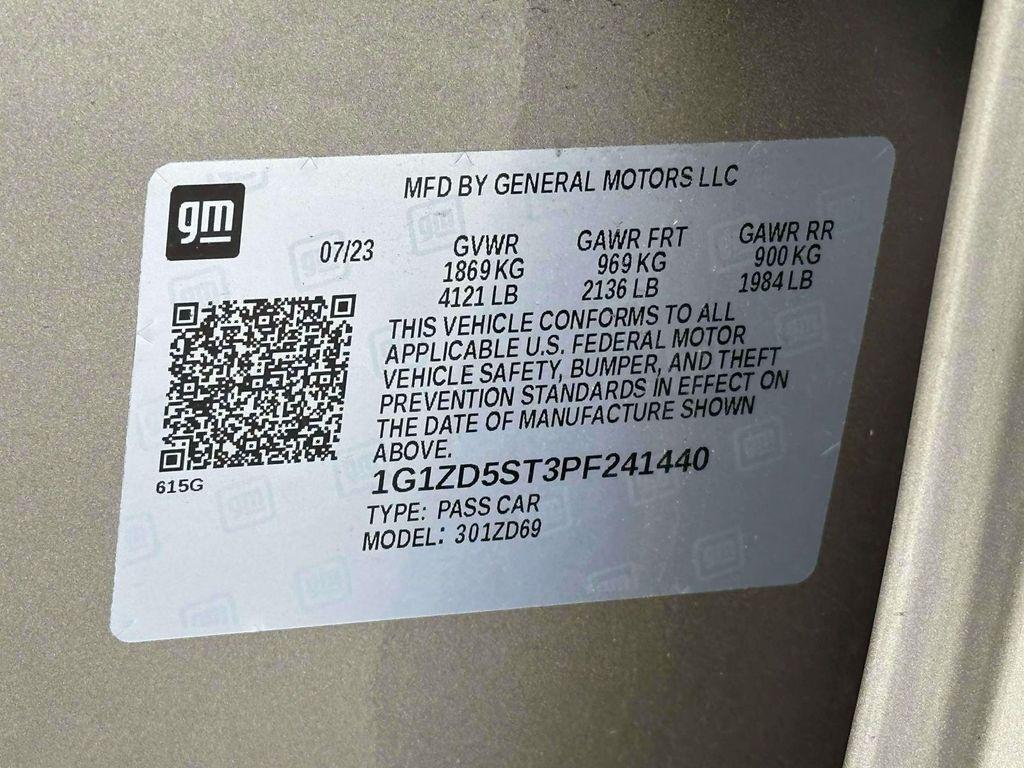 gm
MFD BY GENERAL MOTORS LLC
07/23 GVWR GAWR FRT GAWR RR
1869 KG 969 KG 900 KG
4121 LB 2136 LB 1984 LB
THIS VEHICLE CONFORMS TO ALL
APPLICABLE U.S. FEDERAL MOTOR
VEHICLE SAFETY, BUMPER, AND THEFT
PREVENTION STANDARDS IN EFFECT ON
THE DATE OF MANUFACTURE SHOWN
ABOVE.
1G1ZD5ST3PF241440
615G
TYPE: PASS CAR
MODEL: 301ZD69